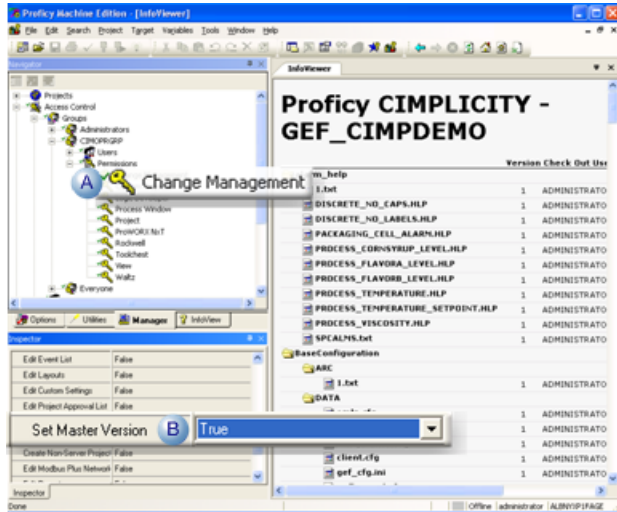 Proficy Machine Edition - [InfoViewer]
File Edit Search Project Target Variables Tools Window Help
Navigator
Projects
Access Control
Groups
Administrators
CIMOPRGRP
Users
Permissions
A Change Management
Process Window
Project
ProWORX NxT
Rockwell
Toolchest
View
Waltz
Everyone
Options Utilities Manager InfoView
Inspector
Edit Event List False
Edit Layouts False
Edit Custom Settings False
Edit Project Approval List False
Set Master Version B True
Create Non-Server Project False
Edit Modbus Plus Network False
Inspector
InfoViewer
Proficy CIMPLICITY -
GEF_CIMPDEMO
Version Check Out Use
m_help
1.txt 1 ADMINISTRATO
DISCRETE_NO_CAPS.HLP 1 ADMINISTRATO
DISCRETE_NO_LABELS.HLP 1 ADMINISTRATO
PACKAGING_CELL_ALARM.HLP 1 ADMINISTRATO
PROCESS_CORNSYRUP_LEVEL.HLP 1 ADMINISTRATO
PROCESS_FLAVORA_LEVEL.HLP 1 ADMINISTRATO
PROCESS_FLAVORB_LEVEL.HLP 1 ADMINISTRATO
PROCESS_TEMPERATURE.HLP 1 ADMINISTRATO
PROCESS_TEMPERATURE_SETPOINT.HLP 1 ADMINISTRATO
PROCESS_VISCOSITY.HLP 1 ADMINISTRATO
SPCALMS.txt 1 ADMINISTRATO
BaseConfiguration
ARC
1.txt 1 ADMINISTRATO
DATA
1 ADMINISTRATO
1 ADMINISTRATO
client.cfg 1 ADMINISTRATO
gef_cfg.ini 1 ADMINISTRATO
Done
Offline administrator ALBNYIP1FAGE